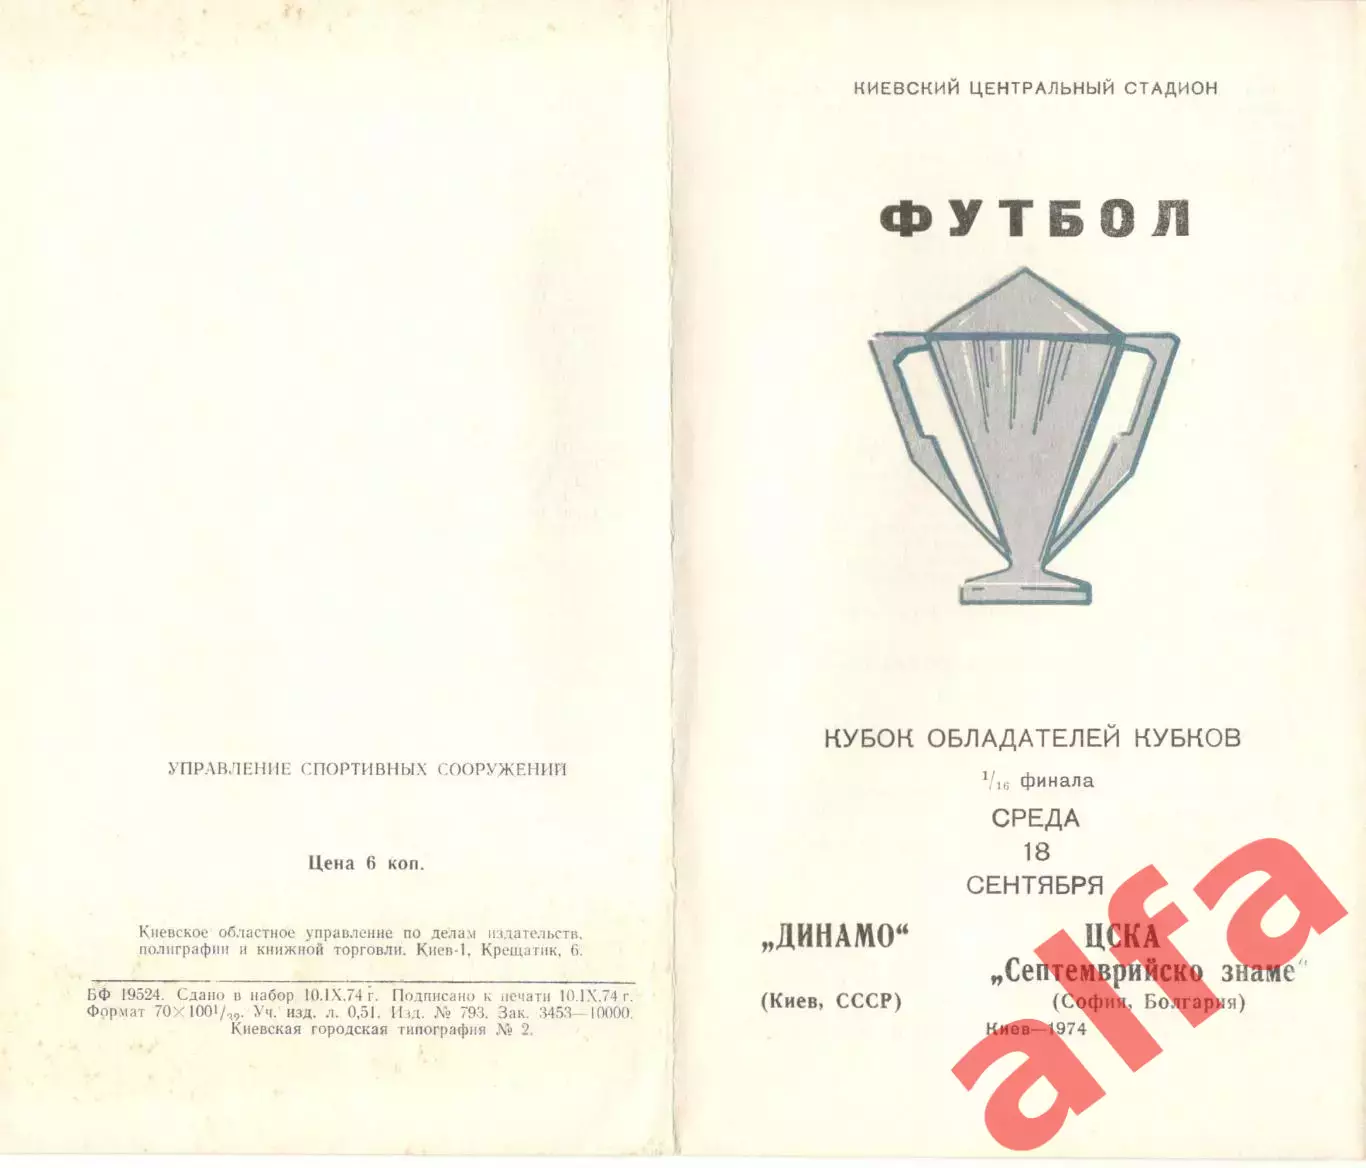 УПРАВЛЕНИЕ СПОРТИВНЫХ СООРУЖЕНИЙ
Цена 6 коп.
Киевское областное управление по делам издательств,
полиграфии и книжной торговли. Киев-1, Крещатик, 6.
БФ 19524. Сдано в набор 10.IX.74 г. Подписано к печати 10.IX.74 г.
Формат 70×100¹/₃₂. Уч. изд. л. 0,51. Изд. № 793. Зак. 3453—10000.
Киевская городская типография № 2.
КИЕВСКИЙ ЦЕНТРАЛЬНЫЙ СТАДИОН
ФУТБОЛ
КУБОК ОБЛАДАТЕЛЕЙ КУБКОВ
¹/₁₆ финала
СРЕДА
18
СЕНТЯБРЯ
„ДИНАМО“
(Киев, СССР)
ЦСКА
„Септемврийско знаме“
(София, Болгария)
Киев—1974
alfa